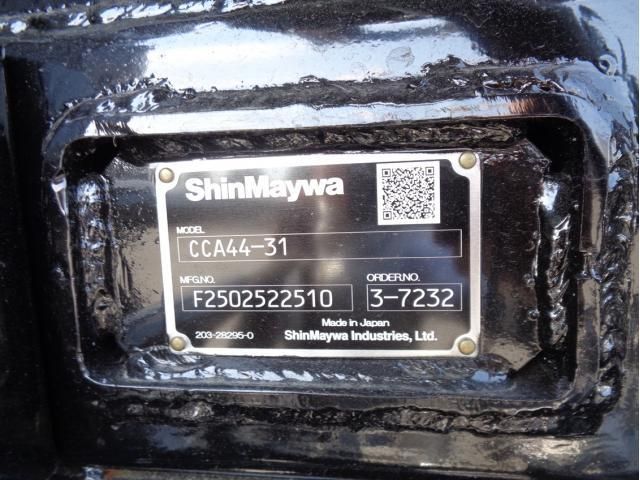 ShinMaywa
MODEL
CCA44-31
MFG.NO. ORDER.NO.
F2502522510 3-7232
Made in Japan
203-28295-0 ShinMaywa Industries, Ltd.